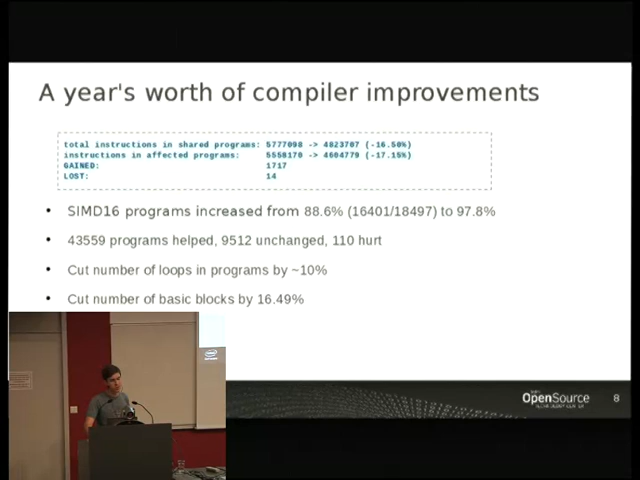 A year's worth of compiler improvements
total instructions in shared programs: 5777098 -> 4823707 (-16.50%)
instructions in affected programs: 5558170 -> 4604779 (-17.15%)
GAINED: 1717
LOST: 14
• SIMD16 programs increased from 88.6% (16401/18497) to 97.8%
• 43559 programs helped, 9512 unchanged, 110 hurt
• Cut number of loops in programs by ~10%
• Cut number of basic blocks by 16.49%
OpenSource
TECHNOLOGY CENTER
8